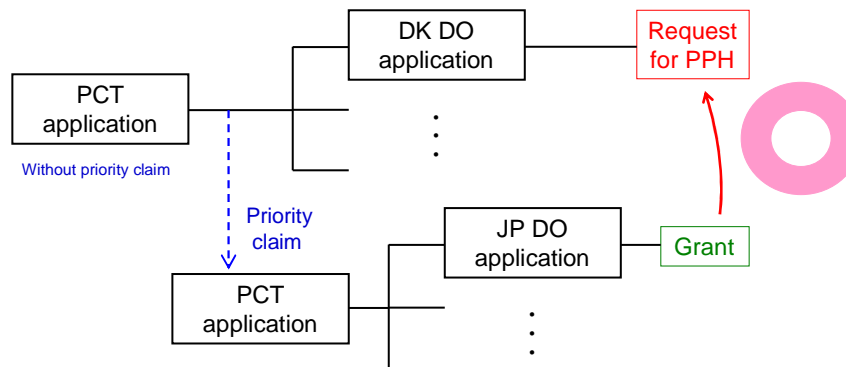 DK DO
application
Request
for PPH
PCT
application
Without priority claim
Priority
claim
JP DO
application
Grant
PCT
application